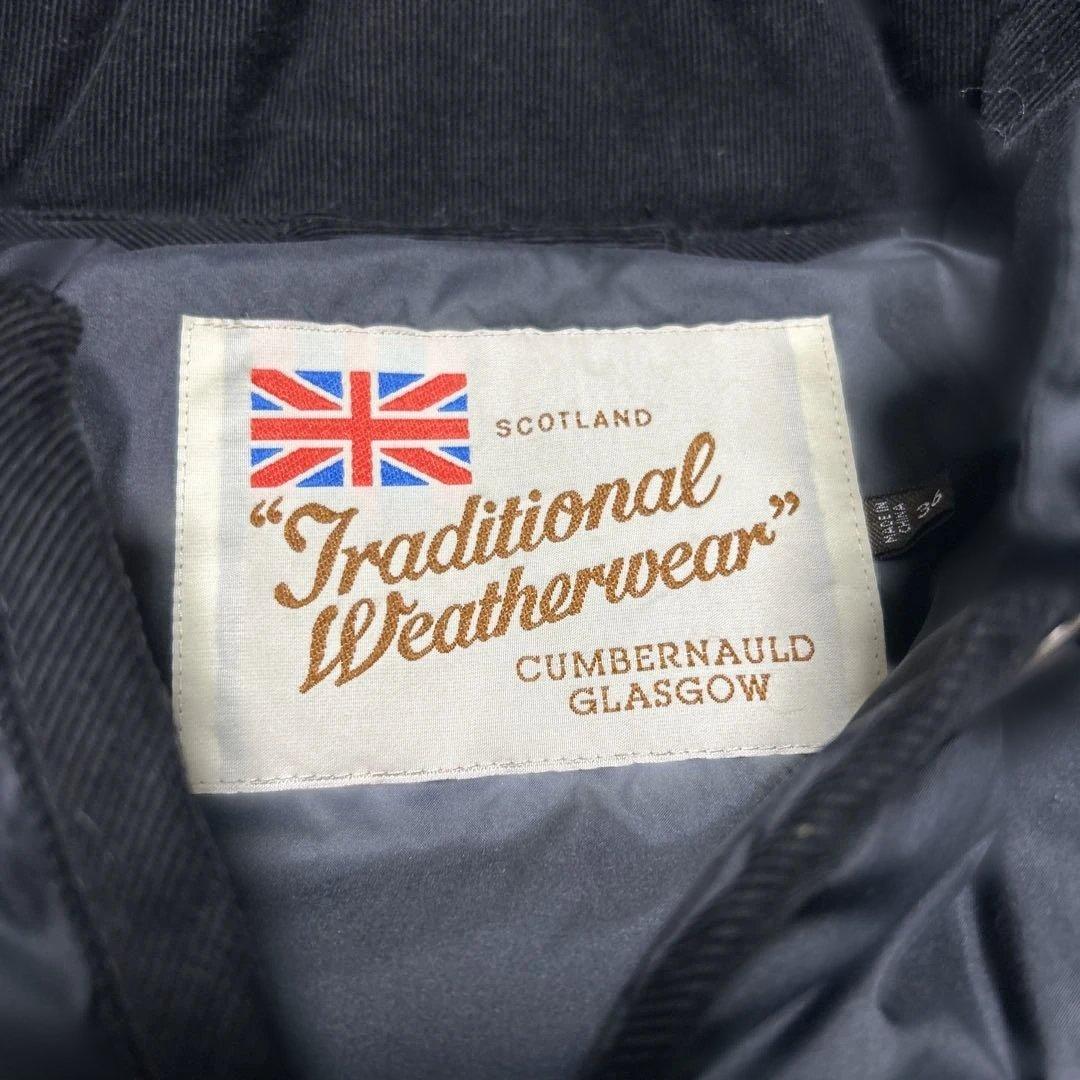 SCOTLAND
“Traditional
Weatherwear”
CUMBERNAULD
GLASGOW
MADE IN
CHINA
36